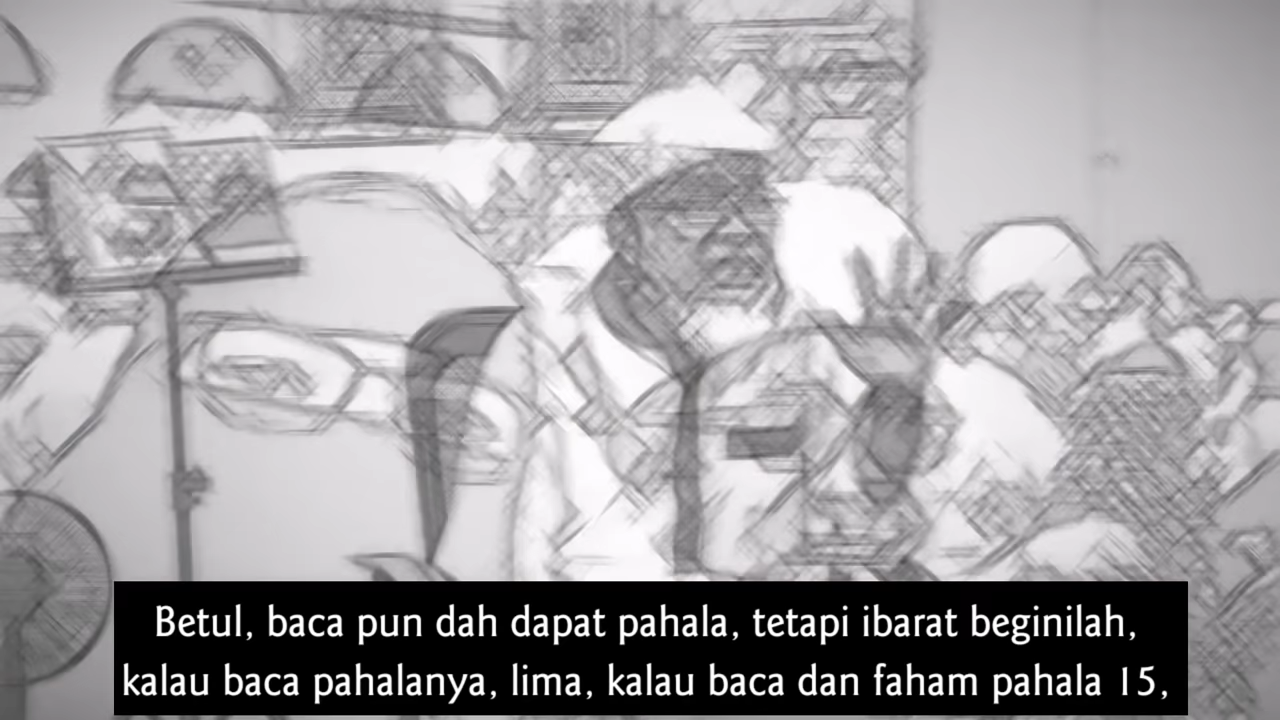 Betul, baca pun dah dapat pahala, tetapi ibarat beginilah,
kalau baca pahalanya, lima, kalau baca dan faham pahala 15,